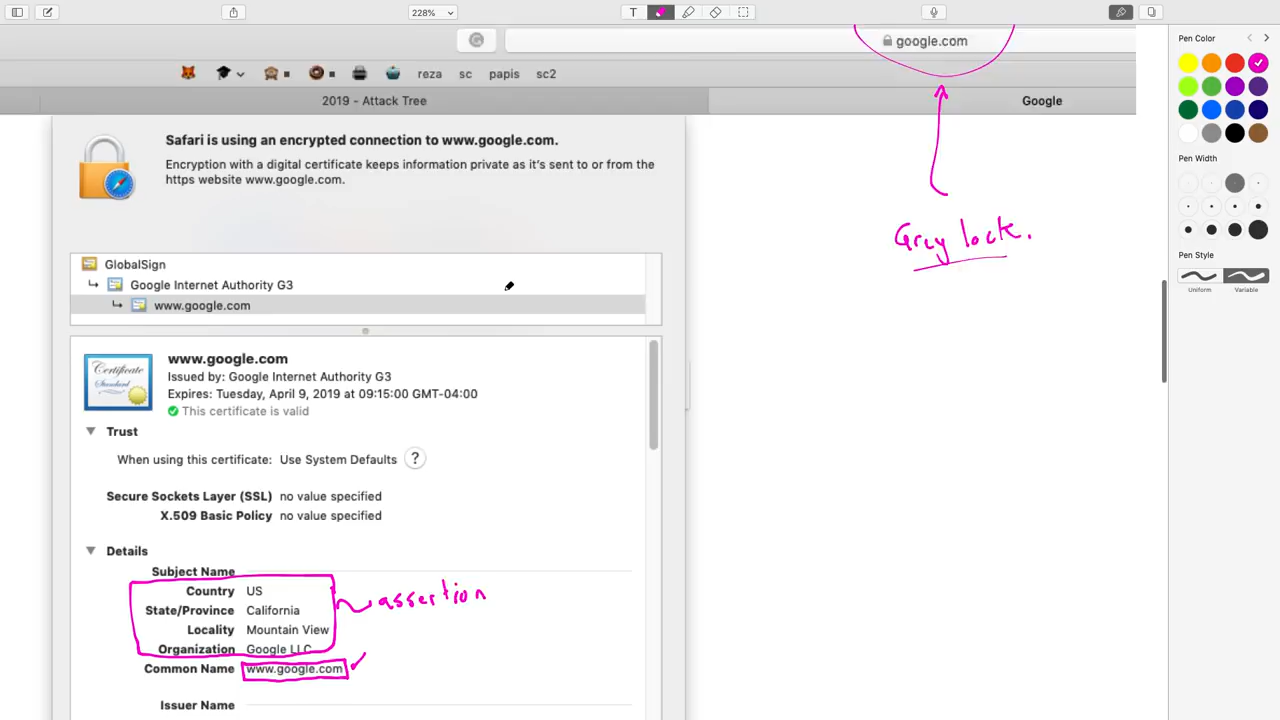 228%
T
Pen Color
google.com
reza sc papis sc2
2019 - Attack Tree
Google
Safari is using an encrypted connection to www.google.com.
Encryption with a digital certificate keeps information private as it's sent to or from the
https website www.google.com.
Grey lock.
Pen Width
Pen Style
Uniform Variable
GlobalSign
Google Internet Authority G3
www.google.com
Certificate
Standard
www.google.com
Issued by: Google Internet Authority G3
Expires: Tuesday, April 9, 2019 at 09:15:00 GMT-04:00
This certificate is valid
Trust
When using this certificate: Use System Defaults ?
Secure Sockets Layer (SSL) no value specified
X.509 Basic Policy no value specified
Details
Subject Name
Country US
State/Province California
Locality Mountain View
Organization Google LLC
assertion
Common Name www.google.com
Issuer Name